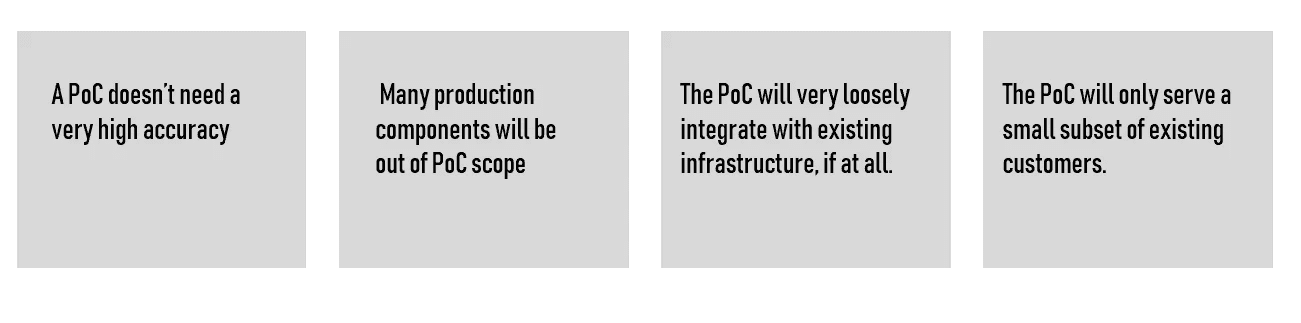 A PoC doesn't need a
very high accuracy
Many production
components will be
out of PoC scope
The PoC will very loosely
integrate with existing
infrastructure, if at all.
The PoC will only serve a
small subset of existing
customers.